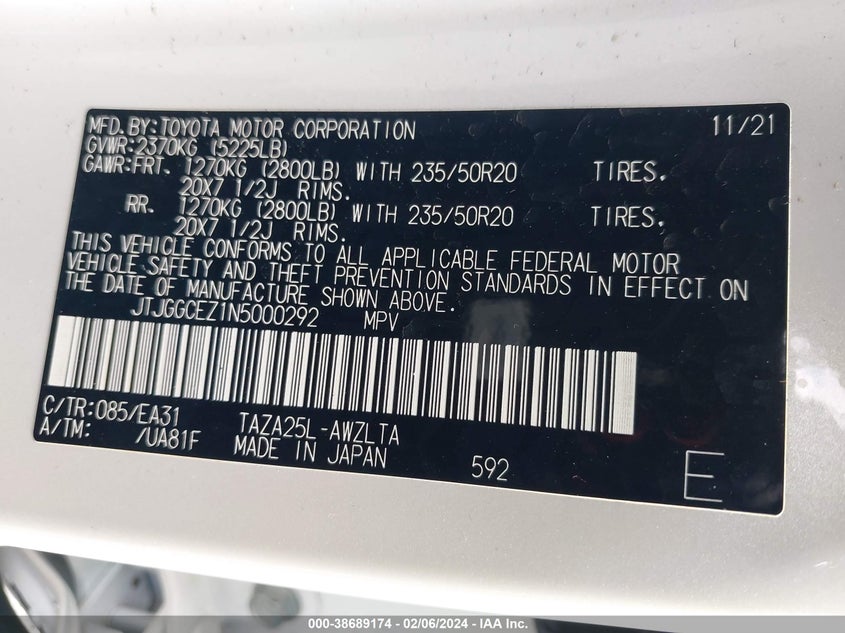 MFD.BY:TOYOTA MOTOR CORPORATION 11/21
GVWR:2370KG (5225LB)
GAWR:FRT. 1270KG (2800LB) WITH 235/50R20 TIRES.
20X7 1/2J RIMS.
RR. 1270KG (2800LB) WITH 235/50R20 TIRES.
20X7 1/2J RIMS.
THIS VEHICLE CONFORMS TO ALL APPLICABLE FEDERAL MOTOR
VEHICLE SAFETY AND THEFT PREVENTION STANDARDS IN EFFECT ON
THE DATE OF MANUFACTURE SHOWN ABOVE.
JTJGGCEZ1N5000292 MPV
C/TR:085/EA31 TAZA25L-AWZLTA
A/TM: /UA81F MADE IN JAPAN 592 E
000-38689174 - 02/06/2024 - IAA Inc.